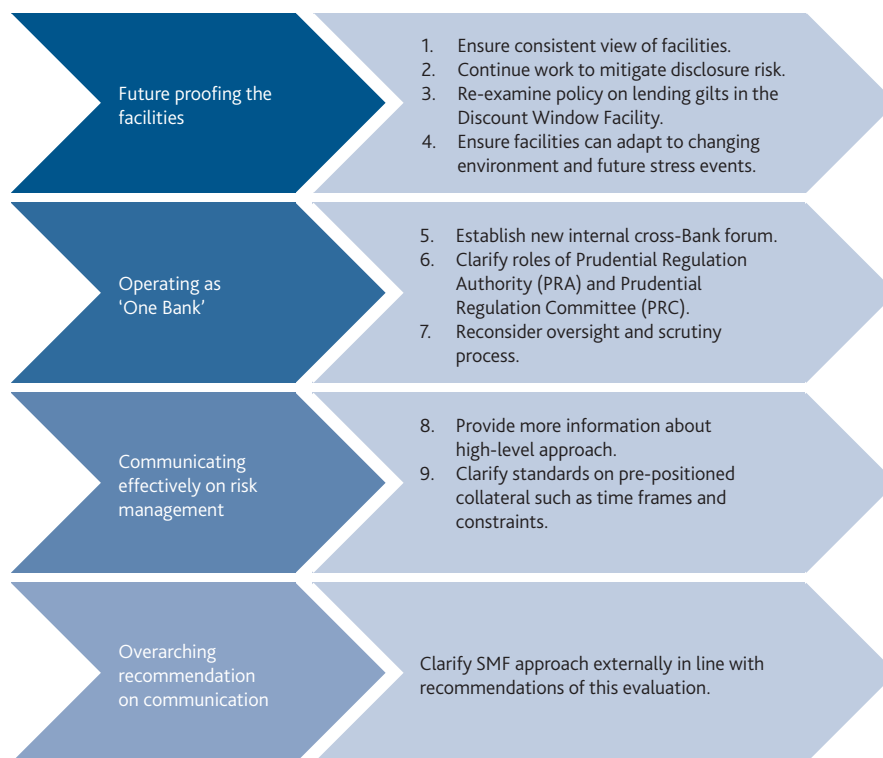 Future proofing the
facilities
1. Ensure consistent view of facilities.
2. Continue work to mitigate disclosure risk.
3. Re-examine policy on lending gilts in the
Discount Window Facility.
4. Ensure facilities can adapt to changing
environment and future stress events.
Operating as
‘One Bank’
5. Establish new internal cross-Bank forum.
6. Clarify roles of Prudential Regulation
Authority (PRA) and Prudential
Regulation Committee (PRC).
7. Reconsider oversight and scrutiny
process.
Communicating
effectively on risk
management
8. Provide more information about
high-level approach.
9. Clarify standards on pre-positioned
collateral such as time frames and
constraints.
Overarching
recommendation
on communication
Clarify SMF approach externally in line with
recommendations of this evaluation.